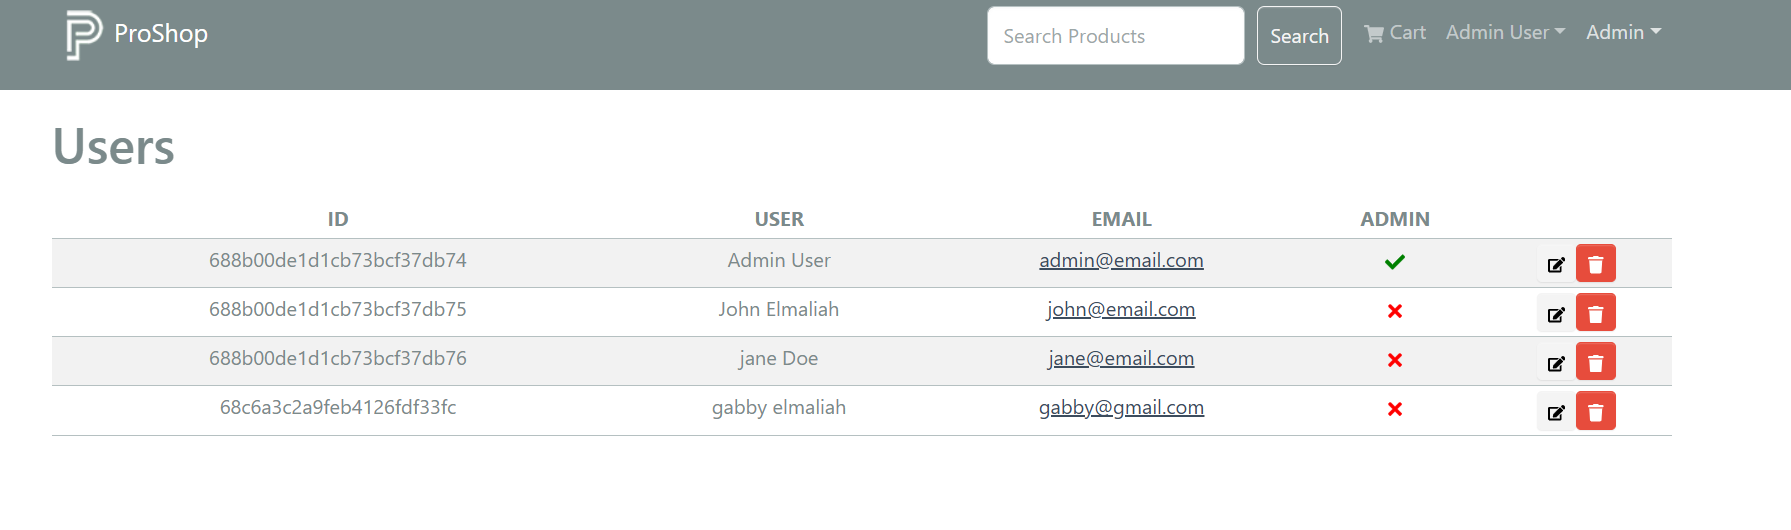 ProShop Search Products Search Cart Admin User Admin
Users
ID USER EMAIL ADMIN
688b00de1d1cb73bcf37db74 Admin User admin@email.com
688b00de1d1cb73bcf37db75 John Elmaliah john@email.com
688b00de1d1cb73bcf37db76 jane Doe jane@email.com
68c6a3c2a9feb4126fdf33fc gabby elmaliah gabby@gmail.com